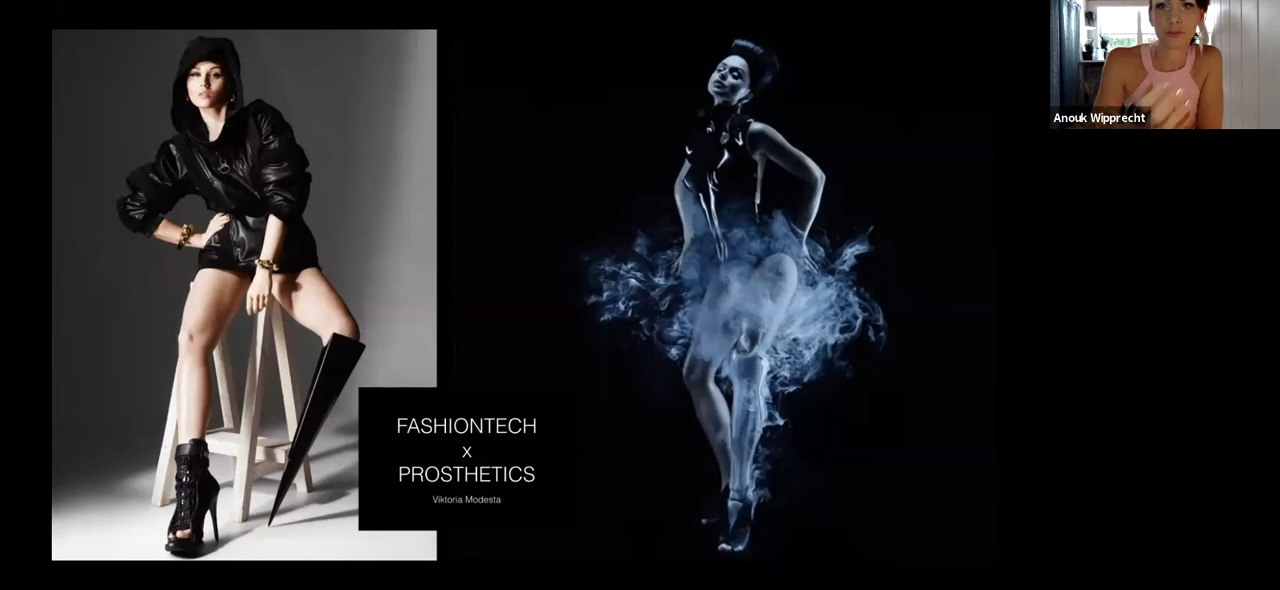 FASHIONTECH
x
PROSTHETICS
Viktoria Modesta
Anouk Wipprecht